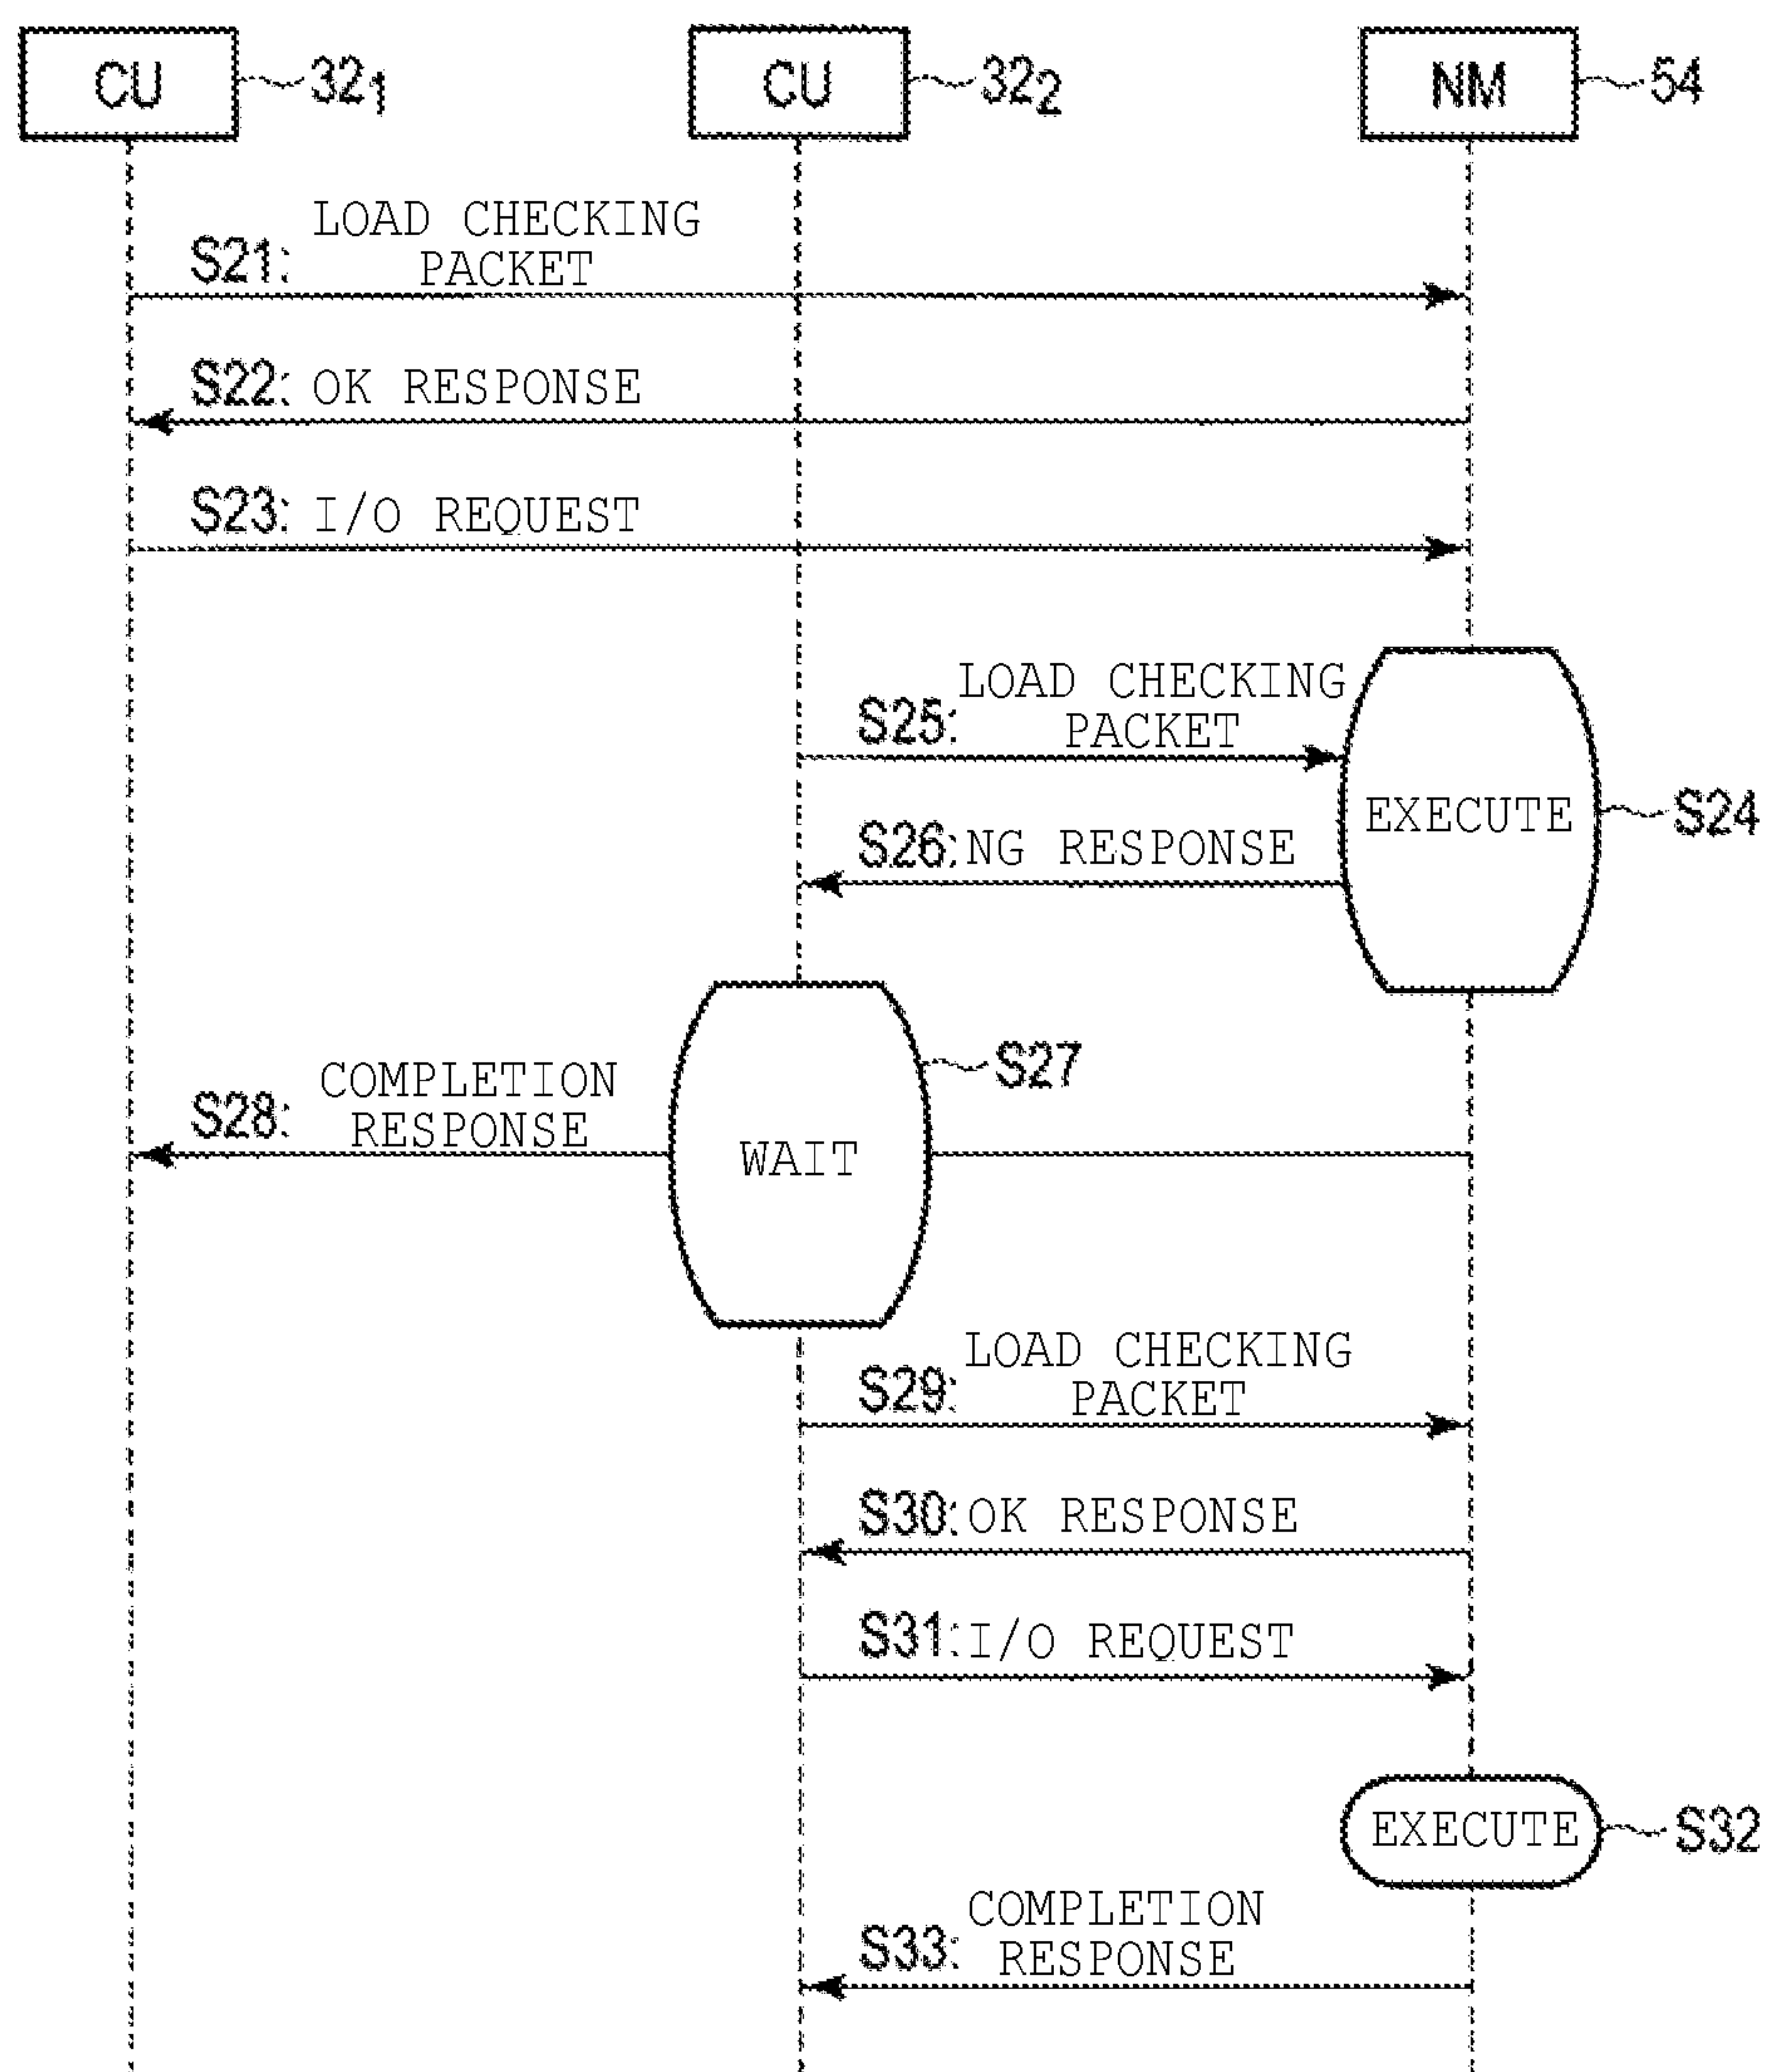 CU 32₁ CU 32₂ NM 54
LOAD CHECKING
S21: PACKET
S22: OK RESPONSE
S23: I/O REQUEST
LOAD CHECKING
S25: PACKET
EXECUTE S24
S26: NG RESPONSE
S27
COMPLETION
S28: RESPONSE
WAIT
LOAD CHECKING
S29: PACKET
S30: OK RESPONSE
S31: I/O REQUEST
EXECUTE S32
COMPLETION
S33: RESPONSE